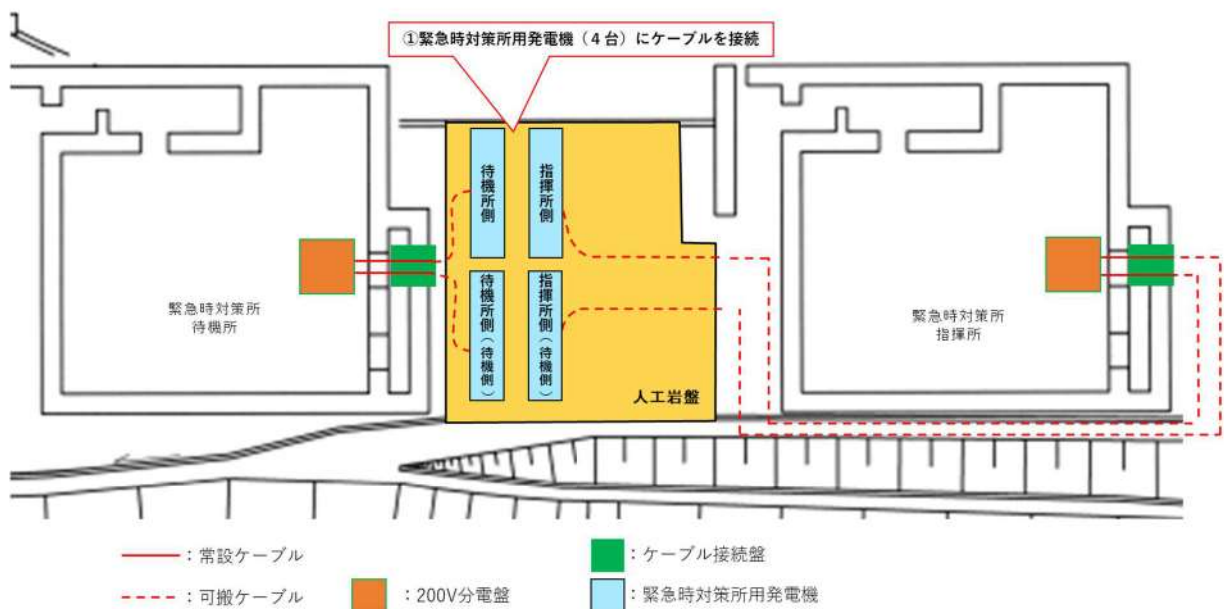 ①緊急時対策所用発電機（４台）にケーブルを接続
待機所側
指揮所側
待機所側（待機側）
指揮所側（待機側）
緊急時対策所
待機所
緊急時対策所
指揮所
人工岩盤
：常設ケーブル
：ケーブル接続盤
：可搬ケーブル
：200V分電盤
：緊急時対策所用発電機